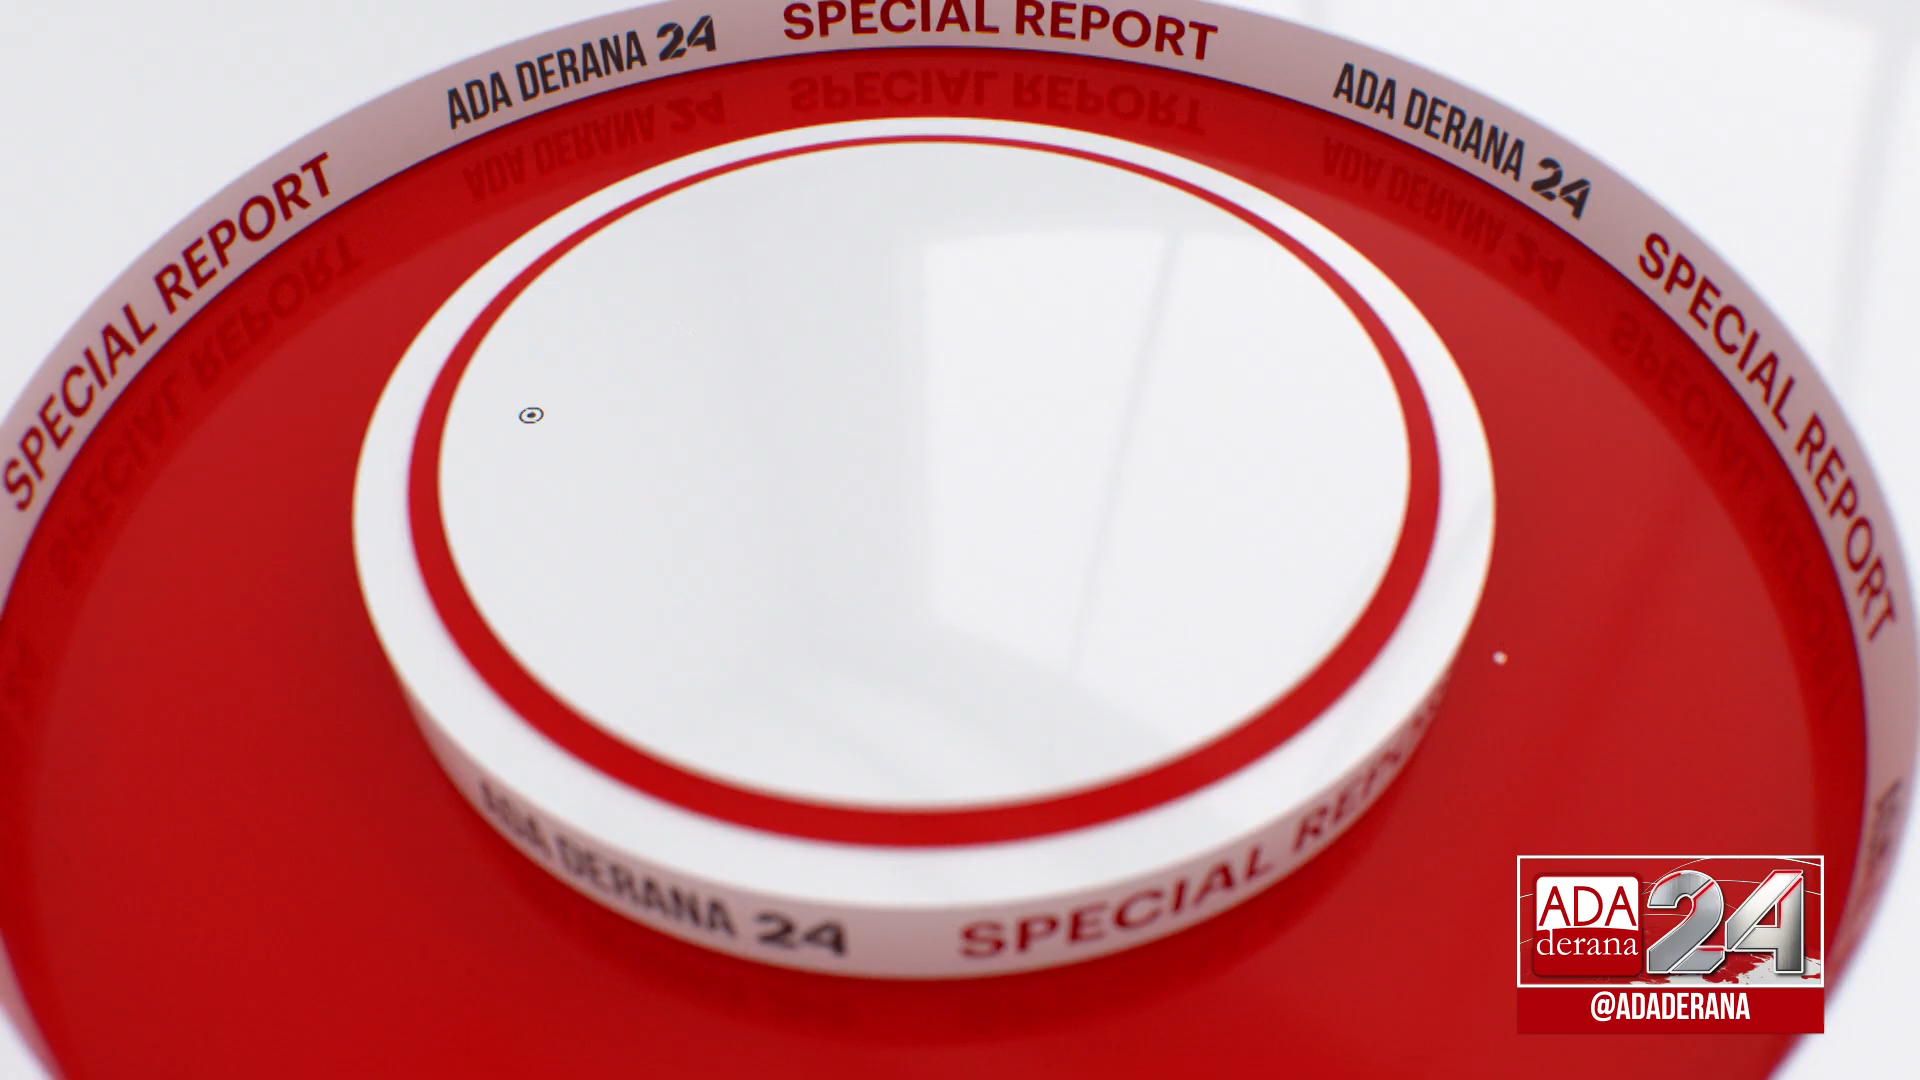 SPECIAL REPORT
ADA DERANA 24
SPECIAL REPORT
ADA DERANA 24
SPECIAL REPORT
ADA DERANA 24
SPECIAL REPORT
ADA
derana
24
@ADADERANA